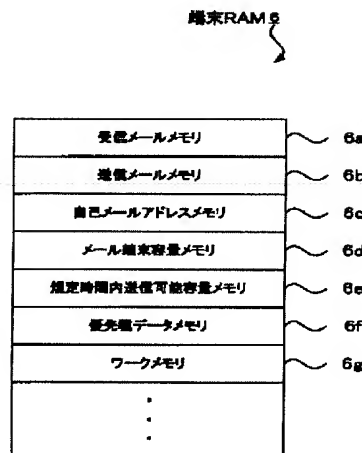 端末RAM 6
受信メールメモリ
6a
送信メールメモリ
6b
自己メールアドレスメモリ
6c
メール端末容量メモリ
6d
規定時間内送信可能容量メモリ
6e
優先端データメモリ
6f
ワークメモリ
6g